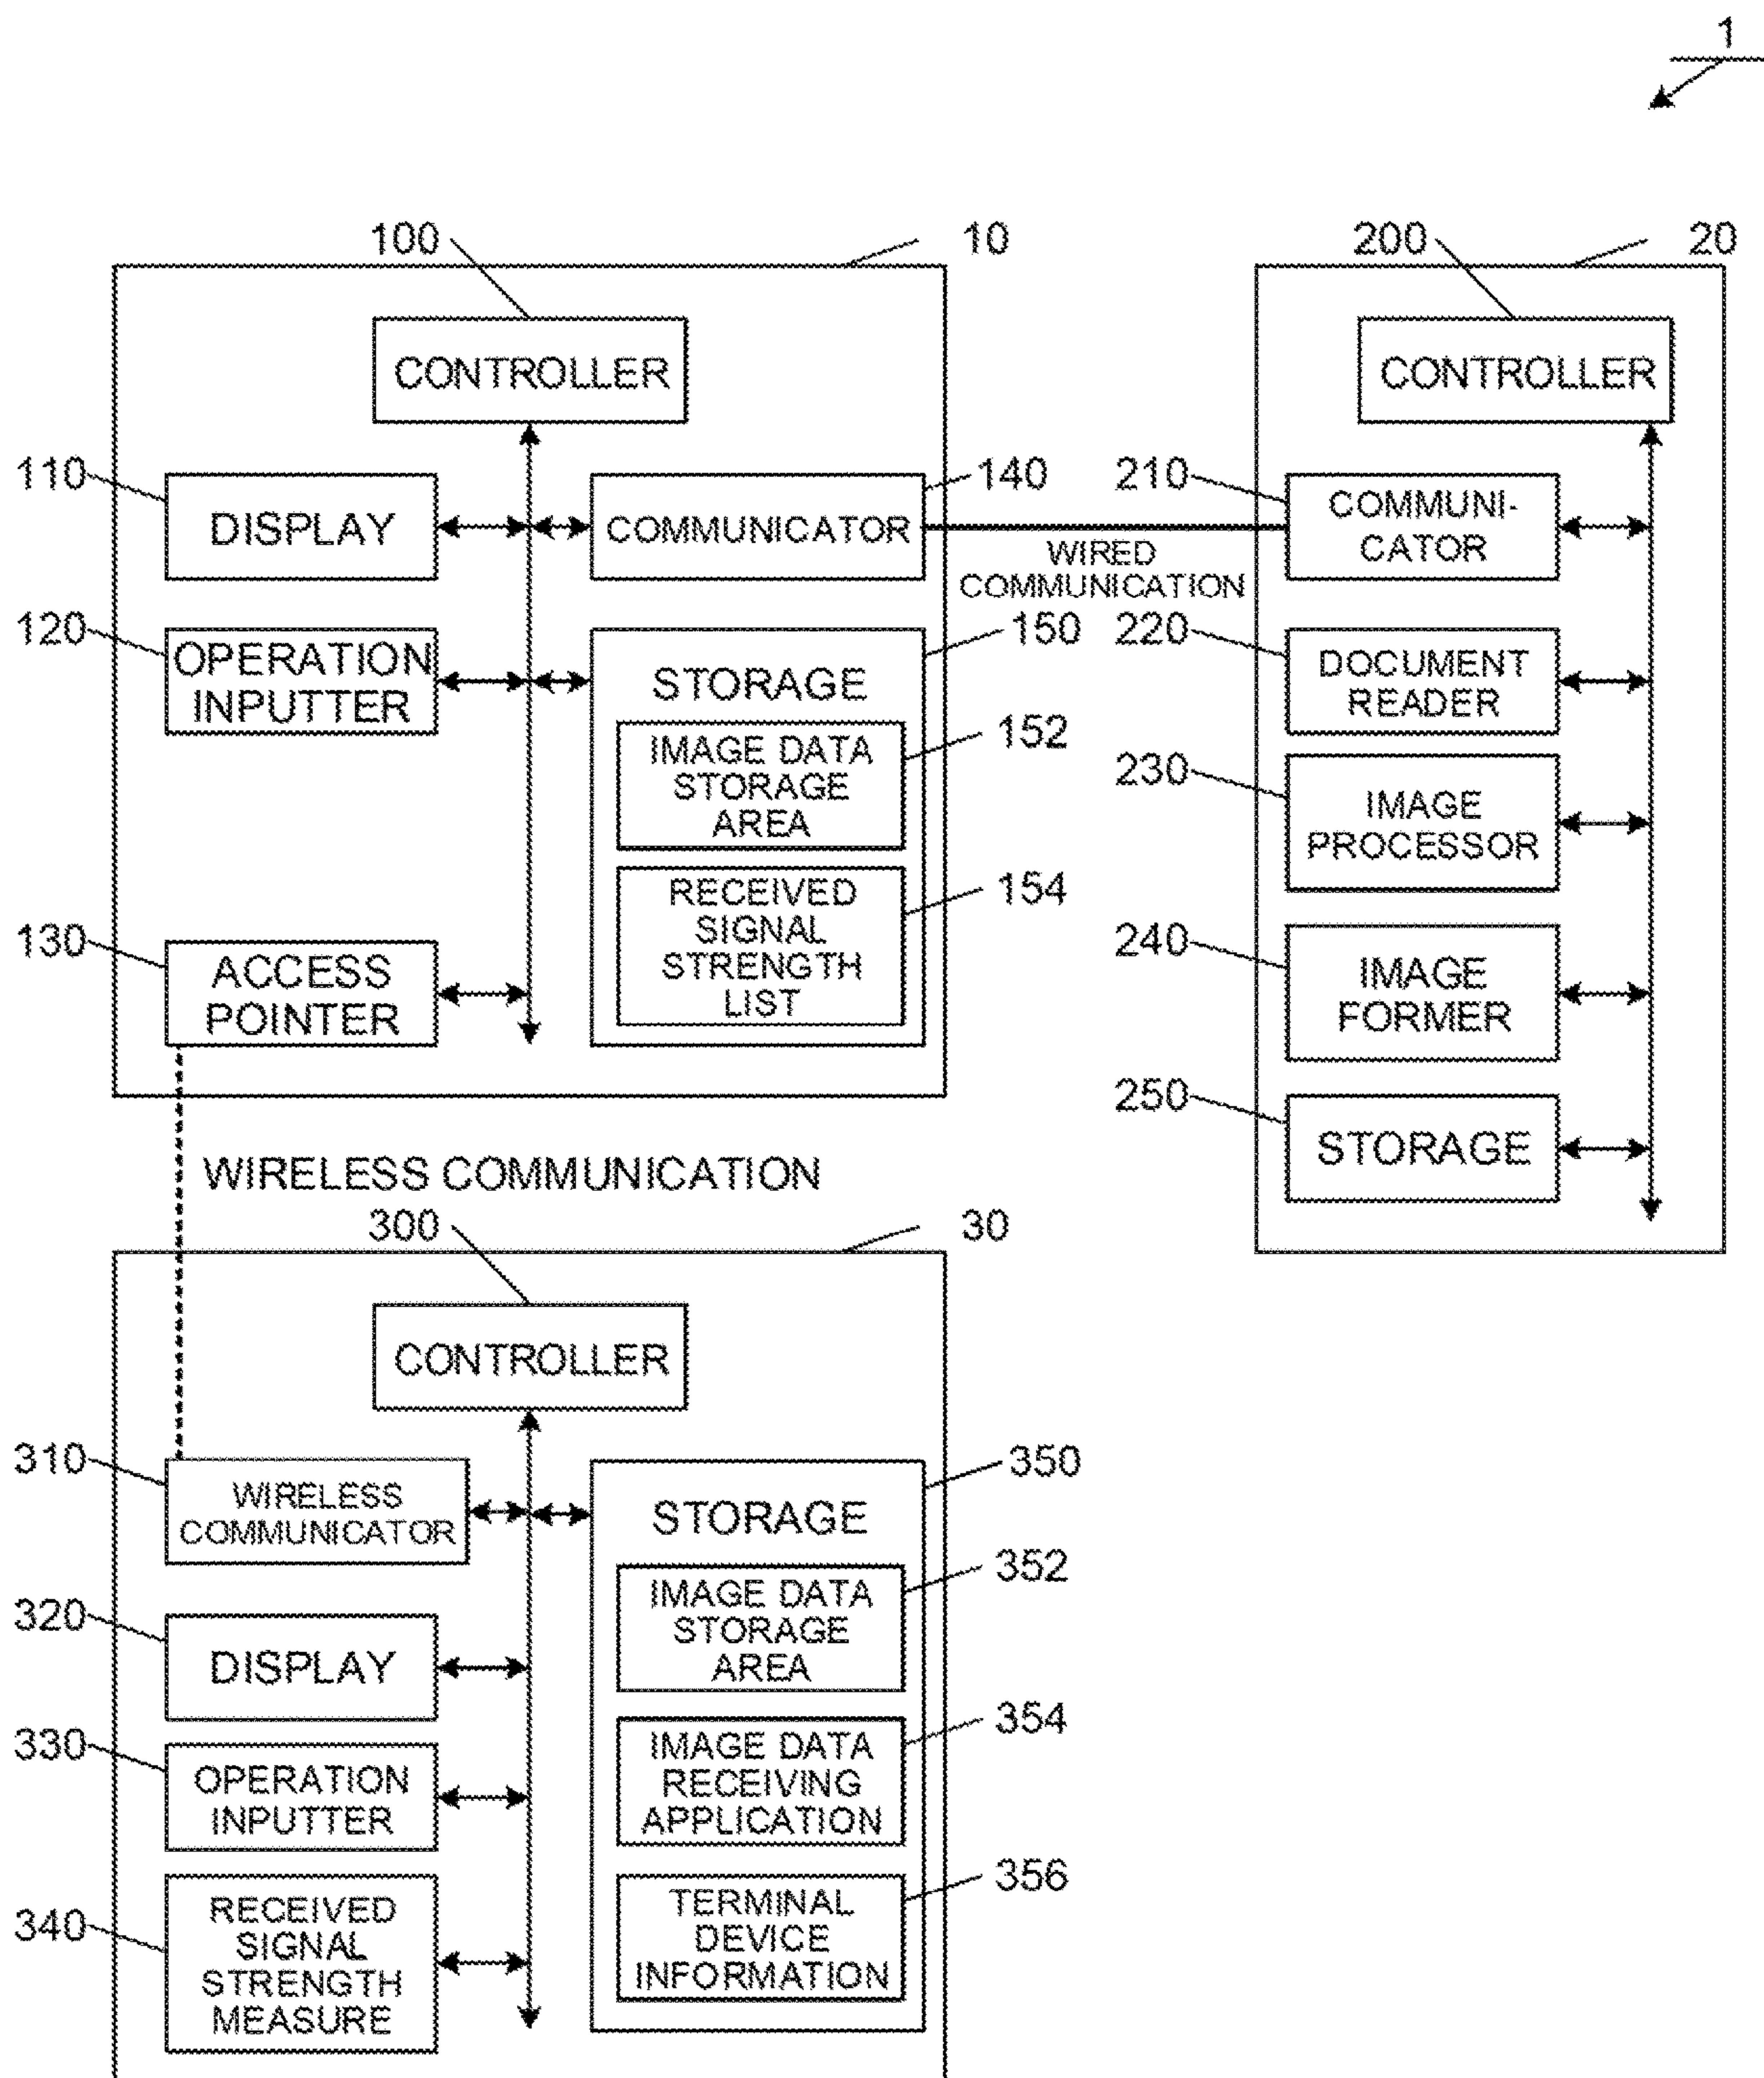 1
100
10
CONTROLLER
110
DISPLAY
140
COMMUNICATOR
120
OPERATION
INPUTTER
150
STORAGE
152
IMAGE DATA
STORAGE
AREA
154
RECEIVED
SIGNAL
STRENGTH
LIST
130
ACCESS
POINTER
WIRED
COMMUNICATION
200
20
CONTROLLER
210
COMMUNI-
CATOR
220
DOCUMENT
READER
230
IMAGE
PROCESSOR
240
IMAGE
FORMER
250
STORAGE
WIRELESS COMMUNICATION
300
30
CONTROLLER
310
WIRELESS
COMMUNICATOR
320
DISPLAY
330
OPERATION
INPUTTER
340
RECEIVED
SIGNAL
STRENGTH
MEASURE
350
STORAGE
352
IMAGE DATA
STORAGE
AREA
354
IMAGE DATA
RECEIVING
APPLICATION
356
TERMINAL
DEVICE
INFORMATION